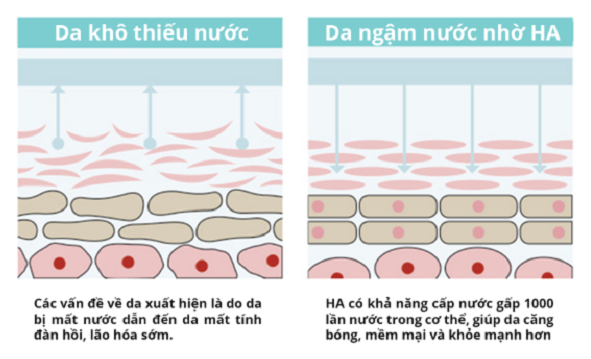 Da khô thiếu nước
Da ngậm nước nhờ HA
Các vấn đề về da xuất hiện là do da
bị mất nước dẫn đến da mất tính
đàn hồi, lão hóa sớm.
HA có khả năng cấp nước gấp 1000
lần nước trong cơ thể, giúp da căng
bóng, mềm mại và khỏe mạnh hơn